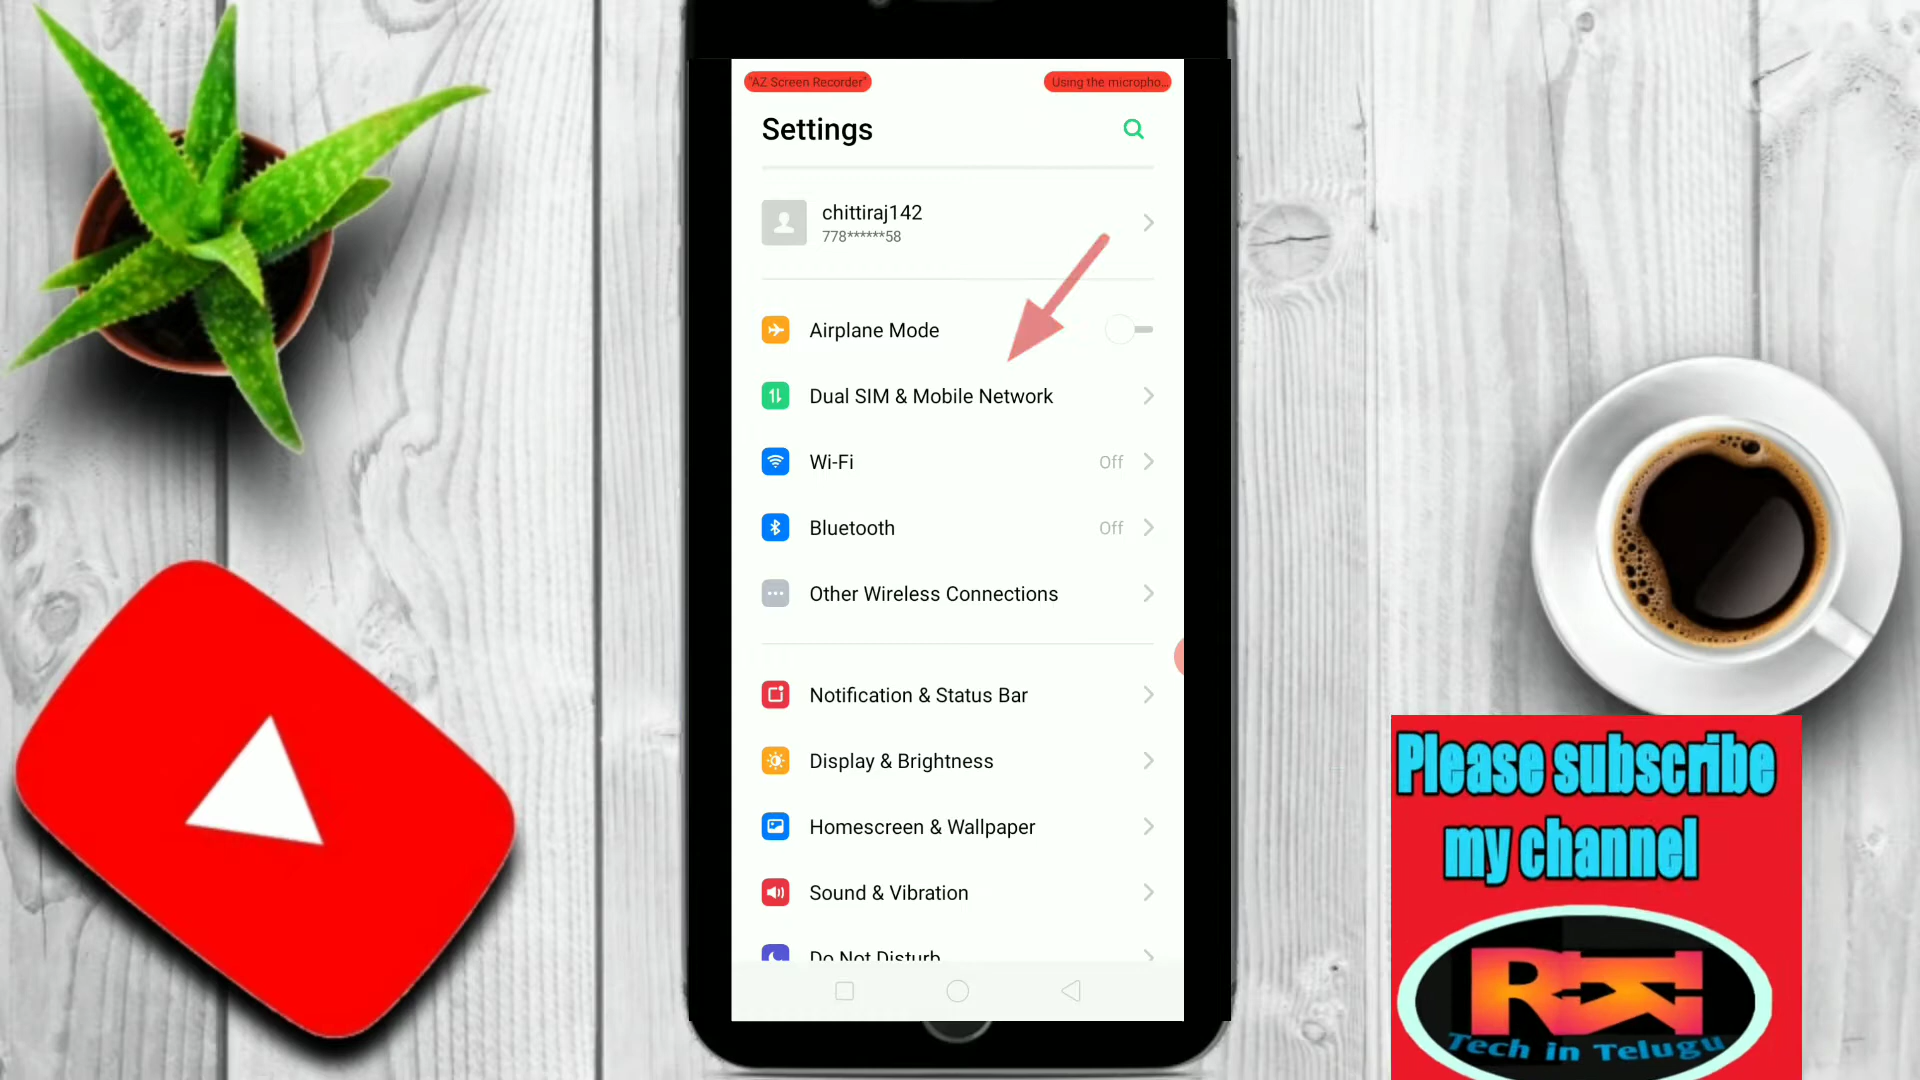 "AZ Screen Recorder"
Using the micropho...
Settings
chittiraj142
778******58
Airplane Mode
Dual SIM & Mobile Network
Wi-Fi
Off
Bluetooth
Off
Other Wireless Connections
Notification & Status Bar
Display & Brightness
Homescreen & Wallpaper
Sound & Vibration
Do Not Disturb
Please subscribe
my channel
Tech in Telugu